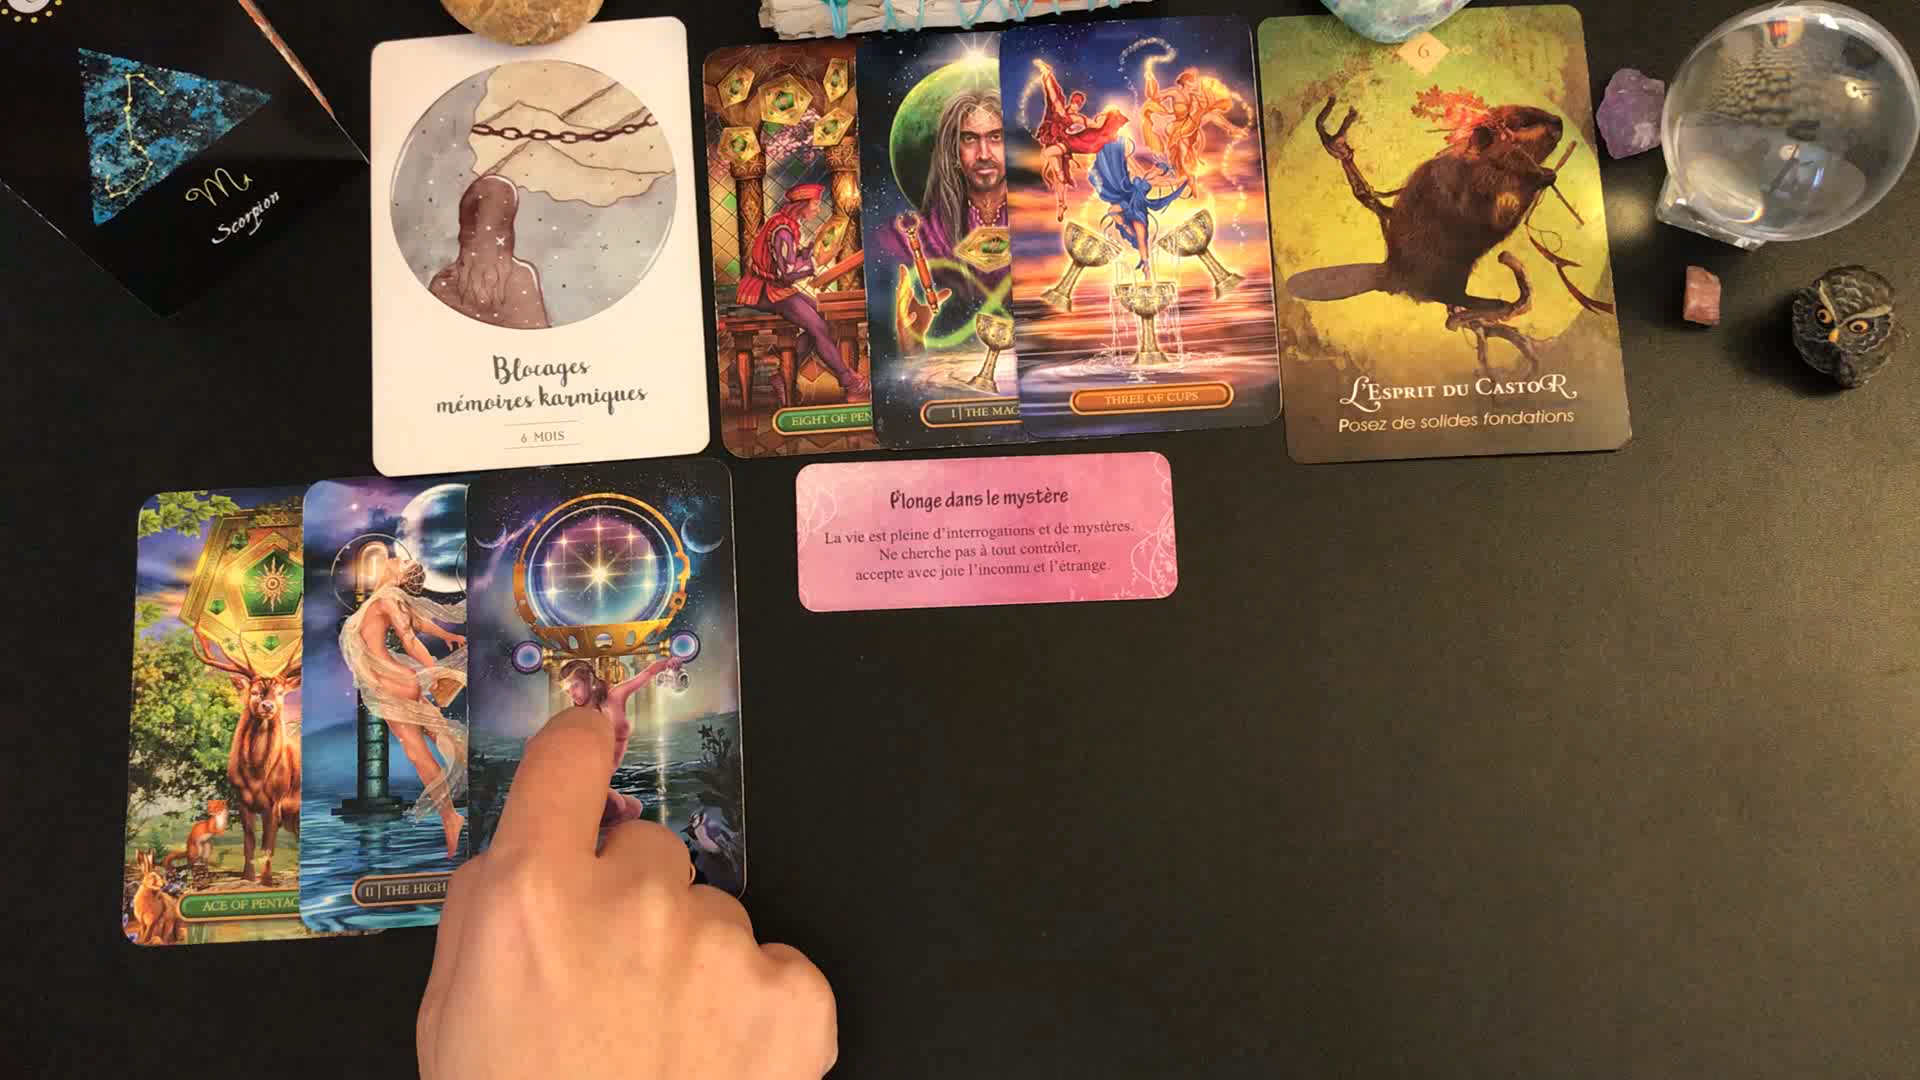 Scorpion
Blocages
mémoires karmiques
6 MOIS
EIGHT OF PEN
I | THE MAG
THREE OF CUPS
6
L'ESPRIT DU CASTOR
Posez de solides fondations
Plonge dans le mystère
La vie est pleine d'interrogations et de mystères.
Ne cherche pas à tout contrôler,
accepte avec joie l'inconnu et l'étrange.
ACE OF PENTAC
II | THE HIGH